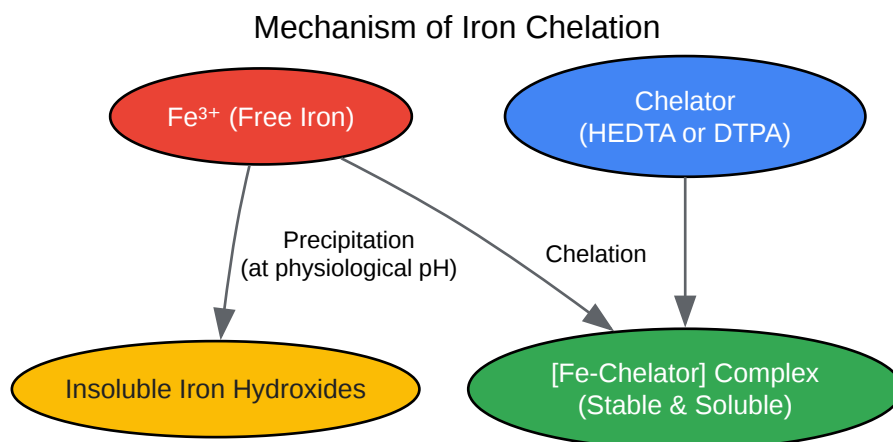 Mechanism of Iron Chelation
Fe³⁺ (Free Iron)
Chelator
(HEDTA or DTPA)
Precipitation
(at physiological pH)
Chelation
Insoluble Iron Hydroxides
[Fe-Chelator] Complex
(Stable & Soluble)